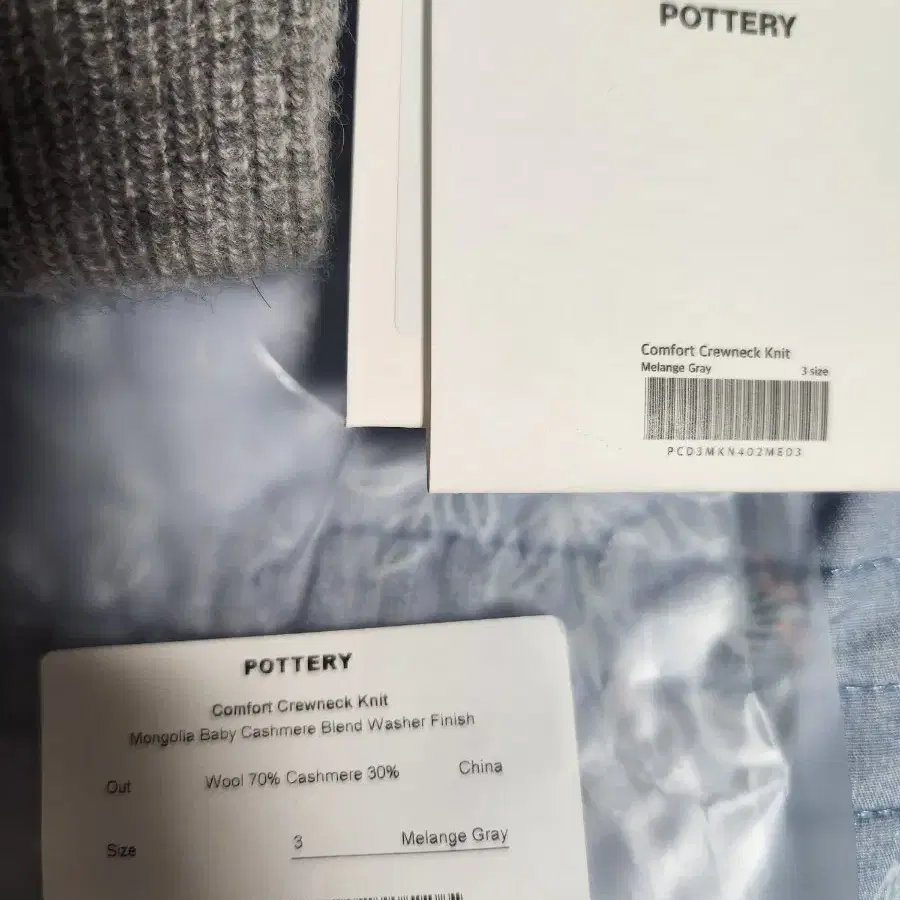 POTTERY
Comfort Crewneck Knit
Melange Gray 3 size
PCD3MKN402ME03
POTTERY
Comfort Crewneck Knit
Mongolia Baby Cashmere Blend Washer Finish
Out Wool 70% Cashmere 30% China
Size 3 Melange Gray